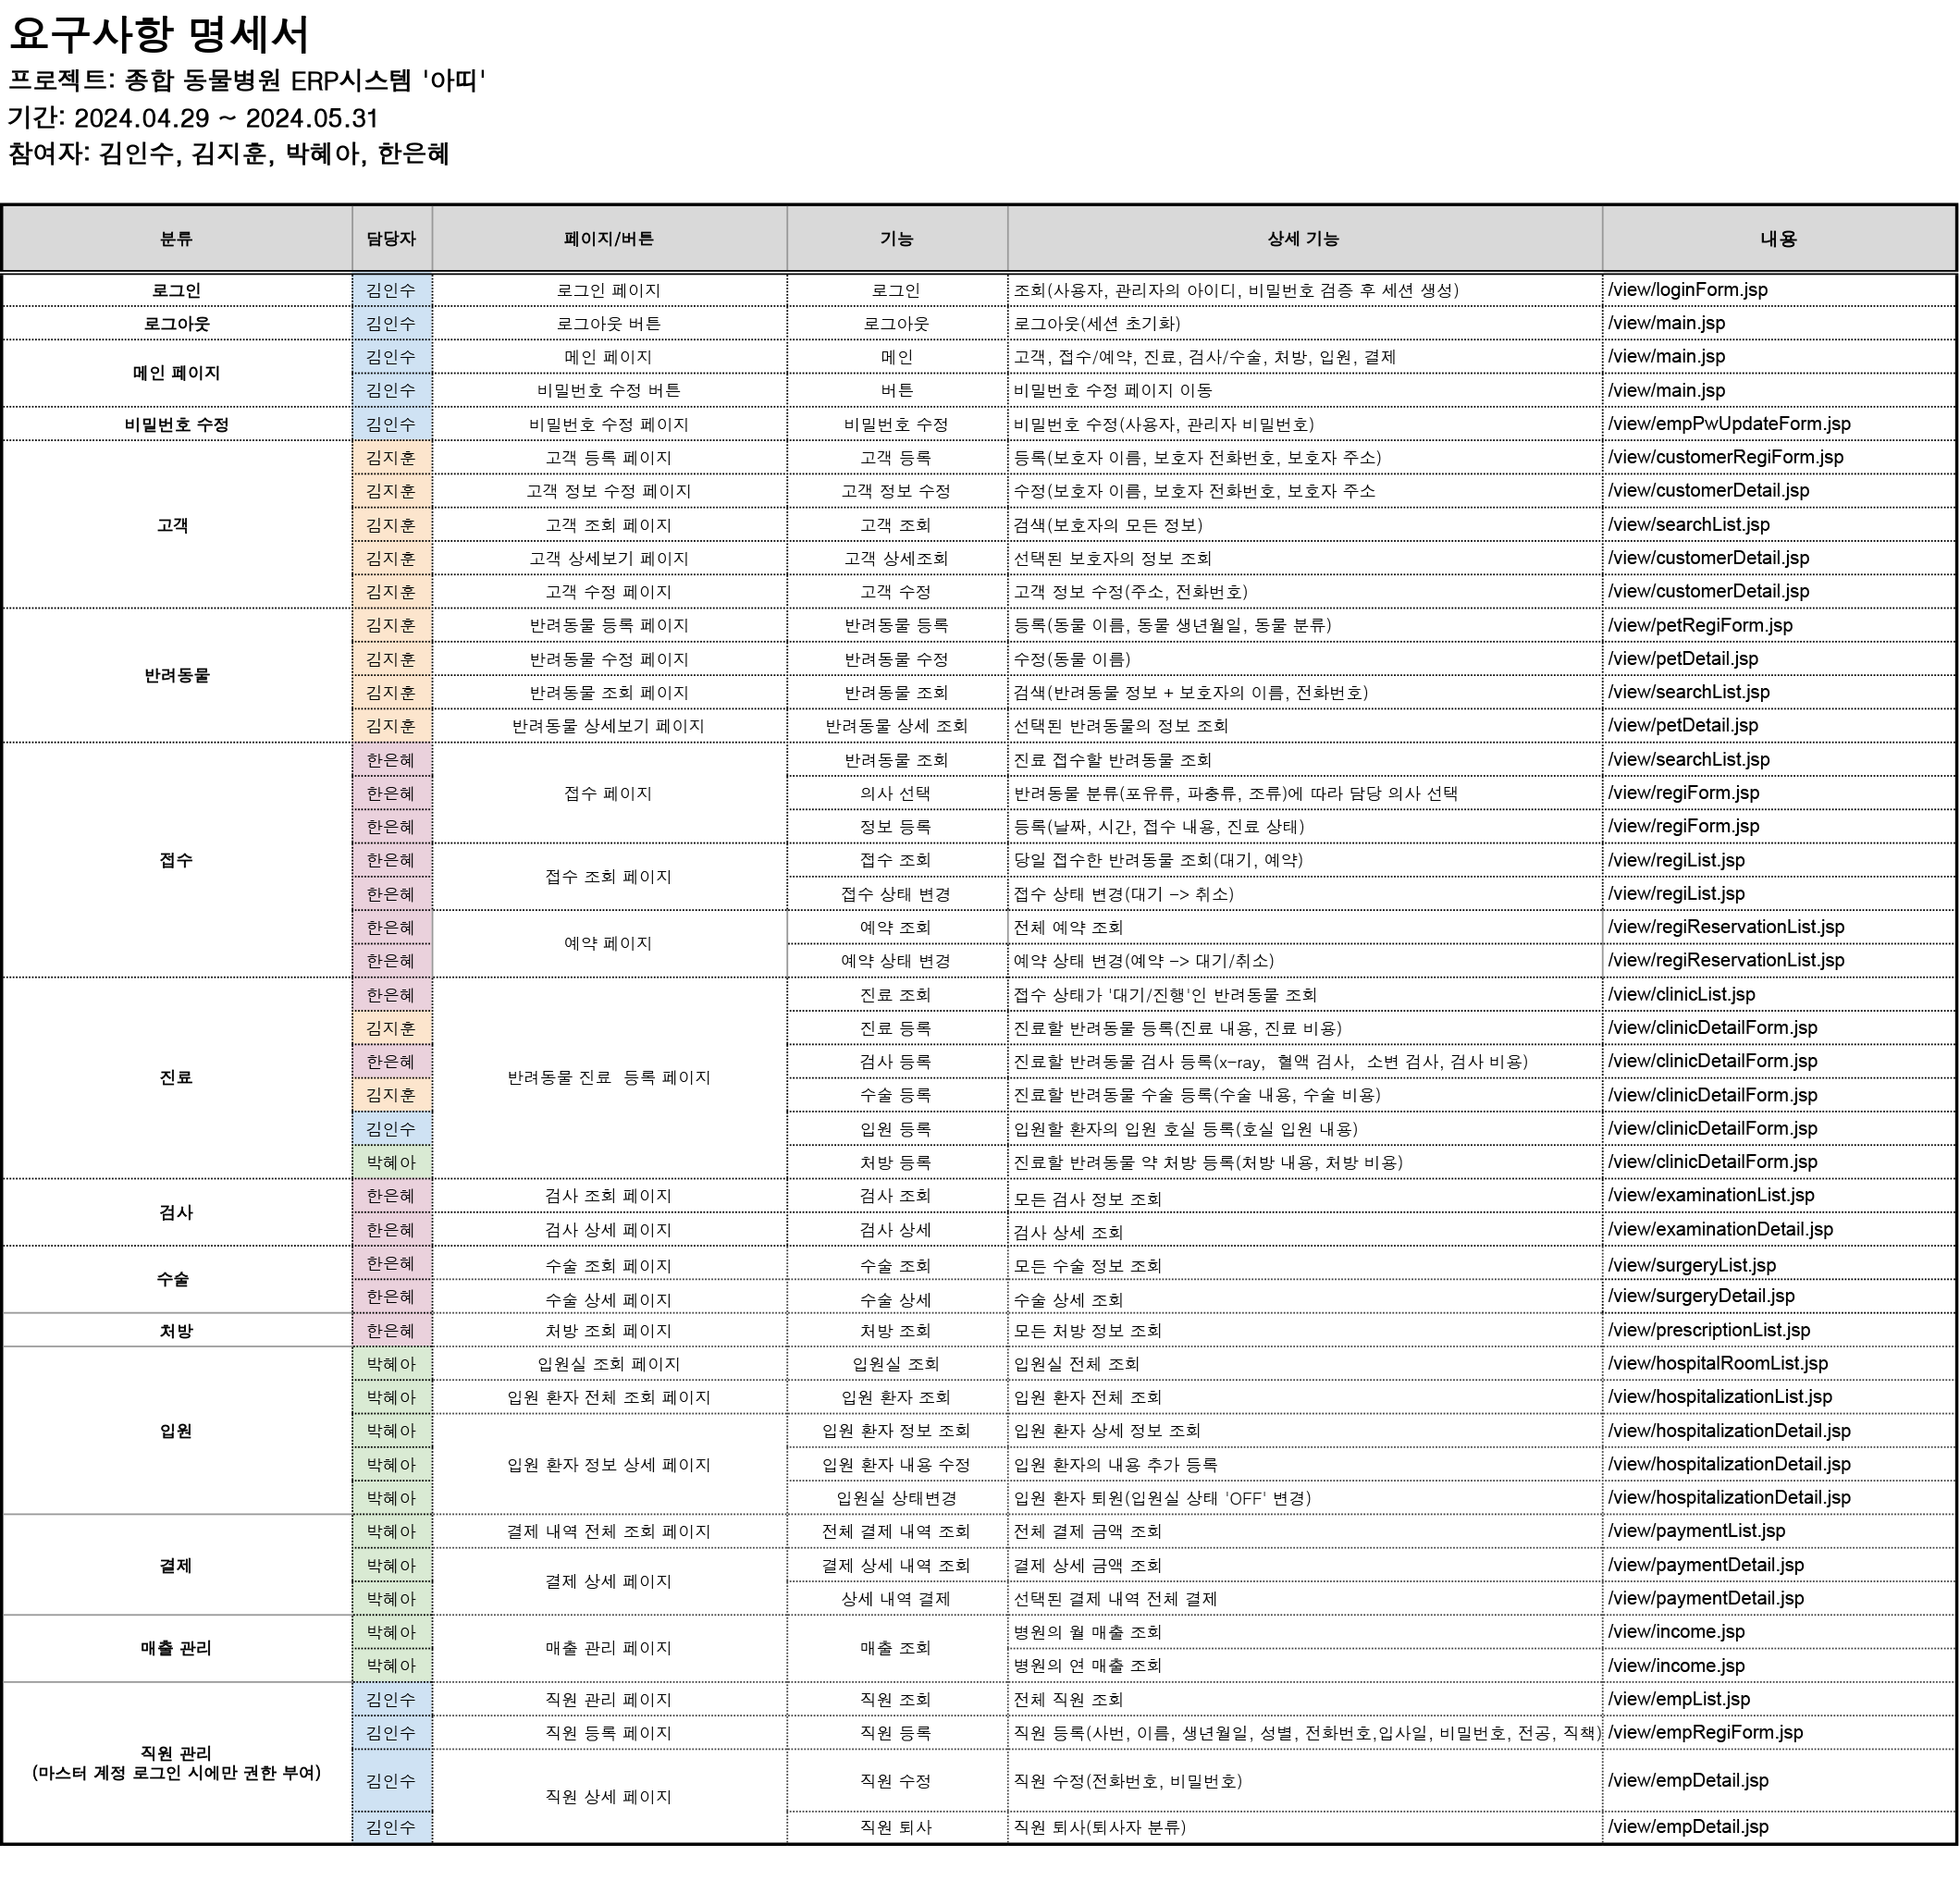 요구사항 명세서
프로젝트: 종합 동물병원 ERP시스템 '아띠'
기간: 2024.04.29 ~ 2024.05.31
참여자: 김인수, 김지훈, 박혜아, 한은혜
분류 담당자 페이지/버튼 기능 상세 기능 내용
로그인 김인수 로그인 페이지 로그인 조회(사용자, 관리자의 아이디, 비밀번호 검증 후 세션 생성) /view/loginForm.jsp
로그아웃 김인수 로그아웃 버튼 로그아웃 로그아웃(세션 초기화) /view/main.jsp
메인 페이지 김인수 메인 페이지 메인 고객, 접수/예약, 진료, 검사/수술, 처방, 입원, 결제 /view/main.jsp
김인수 비밀번호 수정 버튼 버튼 비밀번호 수정 페이지 이동 /view/main.jsp
비밀번호 수정 김인수 비밀번호 수정 페이지 비밀번호 수정 비밀번호 수정(사용자, 관리자 비밀번호) /view/empPwUpdateForm.jsp
고객 김지훈 고객 등록 페이지 고객 등록 등록(보호자 이름, 보호자 전화번호, 보호자 주소) /view/customerRegiForm.jsp
김지훈 고객 정보 수정 페이지 고객 정보 수정 수정(보호자 이름, 보호자 전화번호, 보호자 주소 /view/customerDetail.jsp
김지훈 고객 조회 페이지 고객 조회 검색(보호자의 모든 정보) /view/searchList.jsp
김지훈 고객 상세보기 페이지 고객 상세조회 선택된 보호자의 정보 조회 /view/customerDetail.jsp
김지훈 고객 수정 페이지 고객 수정 고객 정보 수정(주소, 전화번호) /view/customerDetail.jsp
반려동물 김지훈 반려동물 등록 페이지 반려동물 등록 등록(동물 이름, 동물 생년월일, 동물 분류) /view/petRegiForm.jsp
김지훈 반려동물 수정 페이지 반려동물 수정 수정(동물 이름) /view/petDetail.jsp
김지훈 반려동물 조회 페이지 반려동물 조회 검색(반려동물 정보 + 보호자의 이름, 전화번호) /view/searchList.jsp
김지훈 반려동물 상세보기 페이지 반려동물 상세 조회 선택된 반려동물의 정보 조회 /view/petDetail.jsp
접수 한은혜 접수 페이지 반려동물 조회 진료 접수할 반려동물 조회 /view/searchList.jsp
한은혜 의사 선택 반려동물 분류(포유류, 파충류, 조류)에 따라 담당 의사 선택 /view/regiForm.jsp
한은혜 정보 등록 등록(날짜, 시간, 접수 내용, 진료 상태) /view/regiForm.jsp
한은혜 접수 조회 페이지 접수 조회 당일 접수한 반려동물 조회(대기, 예약) /view/regiList.jsp
한은혜 접수 상태 변경 접수 상태 변경(대기 -> 취소) /view/regiList.jsp
한은혜 예약 페이지 예약 조회 전체 예약 조회 /view/regiReservationList.jsp
한은혜 예약 상태 변경 예약 상태 변경(예약 -> 대기/취소) /view/regiReservationList.jsp
진료 한은혜 반려동물 진료  등록 페이지 진료 조회 접수 상태가 '대기/진행'인 반려동물 조회 /view/clinicList.jsp
김지훈 진료 등록 진료할 반려동물 등록(진료 내용, 진료 비용) /view/clinicDetailForm.jsp
한은혜 검사 등록 진료할 반려동물 검사 등록(x-ray,  혈액 검사,  소변 검사, 검사 비용) /view/clinicDetailForm.jsp
김지훈 수술 등록 진료할 반려동물 수술 등록(수술 내용, 수술 비용) /view/clinicDetailForm.jsp
김인수 입원 등록 입원할 환자의 입원 호실 등록(호실 입원 내용) /view/clinicDetailForm.jsp
박혜아 처방 등록 진료할 반려동물 약 처방 등록(처방 내용, 처방 비용) /view/clinicDetailForm.jsp
검사 한은혜 검사 조회 페이지 검사 조회 모든 검사 정보 조회 /view/examinationList.jsp
한은혜 검사 상세 페이지 검사 상세 검사 상세 조회 /view/examinationDetail.jsp
수술 한은혜 수술 조회 페이지 수술 조회 모든 수술 정보 조회 /view/surgeryList.jsp
한은혜 수술 상세 페이지 수술 상세 수술 상세 조회 /view/surgeryDetail.jsp
처방 한은혜 처방 조회 페이지 처방 조회 모든 처방 정보 조회 /view/prescriptionList.jsp
입원 박혜아 입원실 조회 페이지 입원실 조회 입원실 전체 조회 /view/hospitalRoomList.jsp
박혜아 입원 환자 전체 조회 페이지 입원 환자 조회 입원 환자 전체 조회 /view/hospitalizationList.jsp
박혜아 입원 환자 정보 상세 페이지 입원 환자 정보 조회 입원 환자 상세 정보 조회 /view/hospitalizationDetail.jsp
박혜아 입원 환자 내용 수정 입원 환자의 내용 추가 등록 /view/hospitalizationDetail.jsp
박혜아 입원실 상태변경 입원 환자 퇴원(입원실 상태 'OFF' 변경) /view/hospitalizationDetail.jsp
결제 박혜아 결제 내역 전체 조회 페이지 전체 결제 내역 조회 전체 결제 금액 조회 /view/paymentList.jsp
박혜아 결제 상세 페이지 결제 상세 내역 조회 결제 상세 금액 조회 /view/paymentDetail.jsp
박혜아 상세 내역 결제 선택된 결제 내역 전체 결제 /view/paymentDetail.jsp
매출 관리 박혜아 매출 관리 페이지 매출 조회 병원의 월 매출 조회 /view/income.jsp
박혜아 병원의 연 매출 조회 /view/income.jsp
직원 관리
(마스터 계정 로그인 시에만 권한 부여)
김인수 직원 관리 페이지 직원 조회 전체 직원 조회 /view/empList.jsp
김인수 직원 등록 페이지 직원 등록 직원 등록(사번, 이름, 생년월일, 성별, 전화번호,입사일, 비밀번호, 전공, 직책) /view/empRegiForm.jsp
김인수 직원 상세 페이지 직원 수정 직원 수정(전화번호, 비밀번호) /view/empDetail.jsp
김인수 직원 퇴사 직원 퇴사(퇴사자 분류) /view/empDetail.jsp